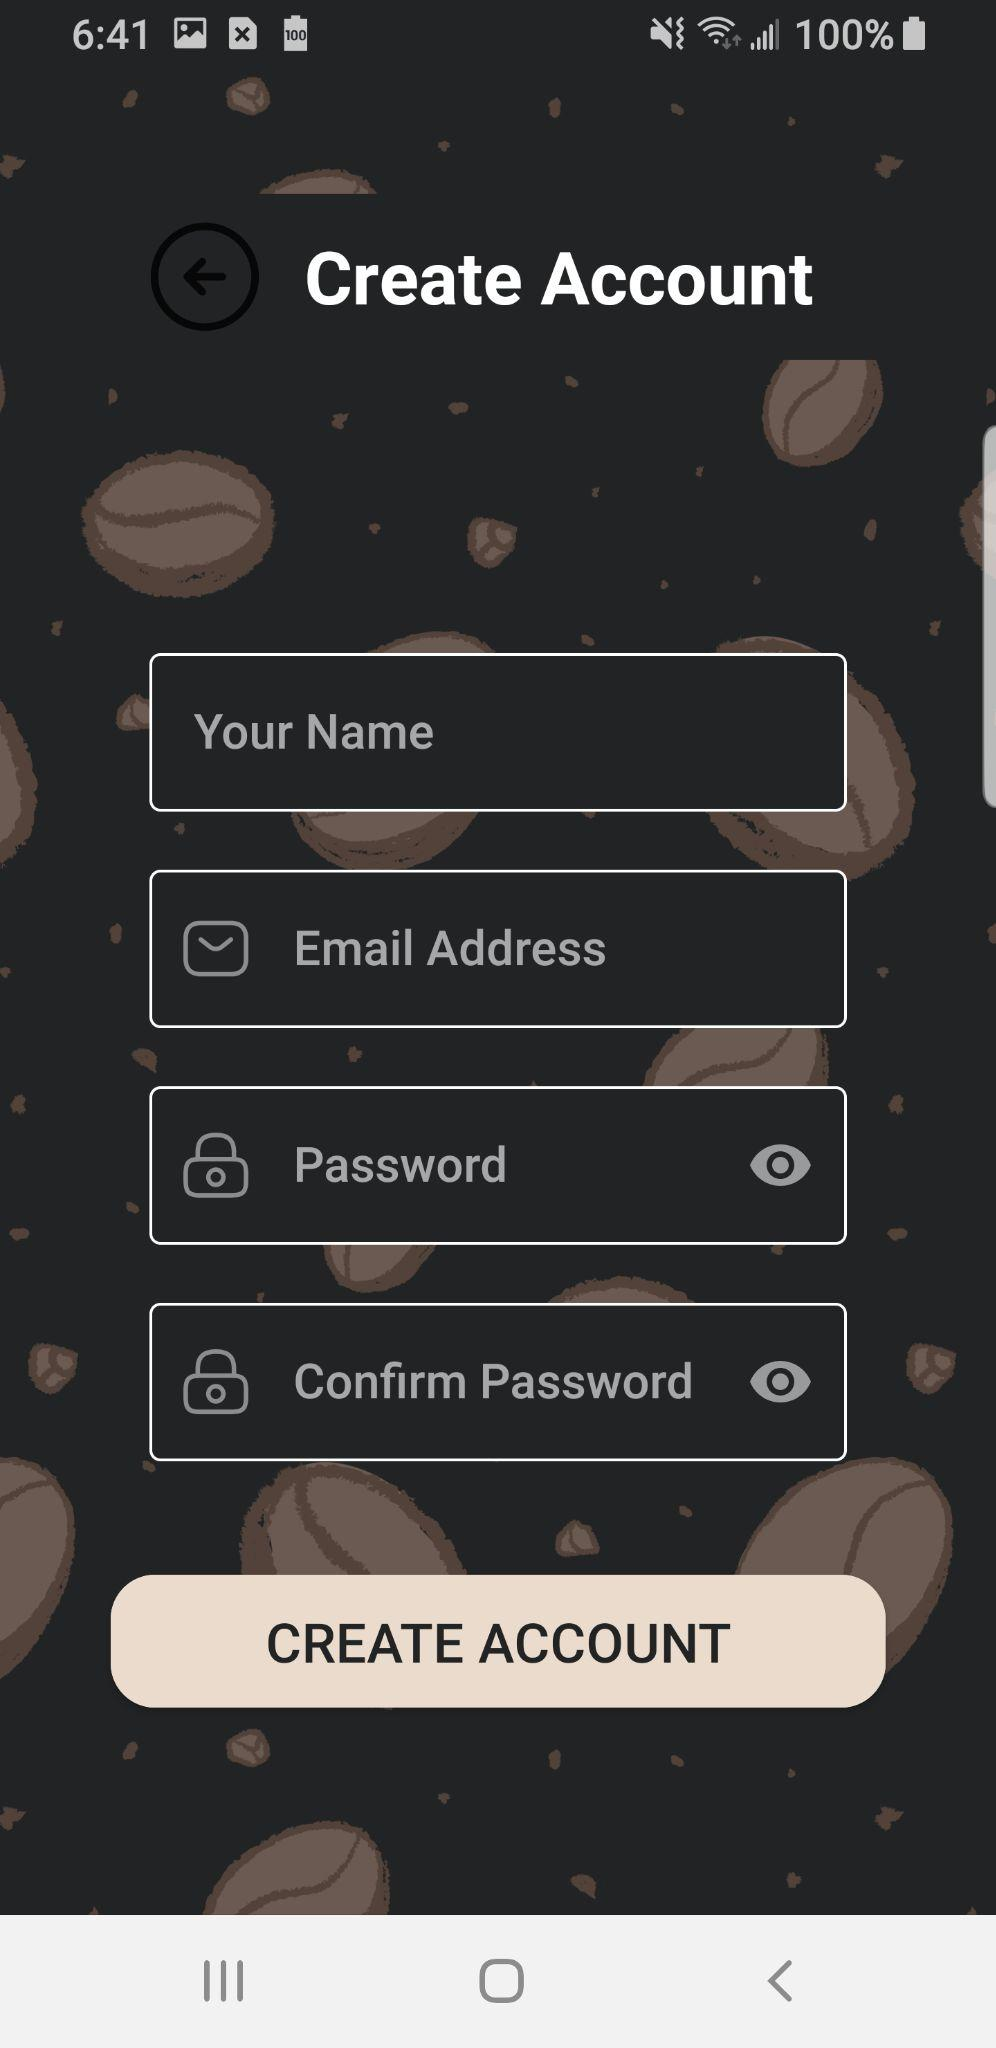 6:41 100 100%
Create Account
Your Name
Email Address
Password
Confirm Password
CREATE ACCOUNT